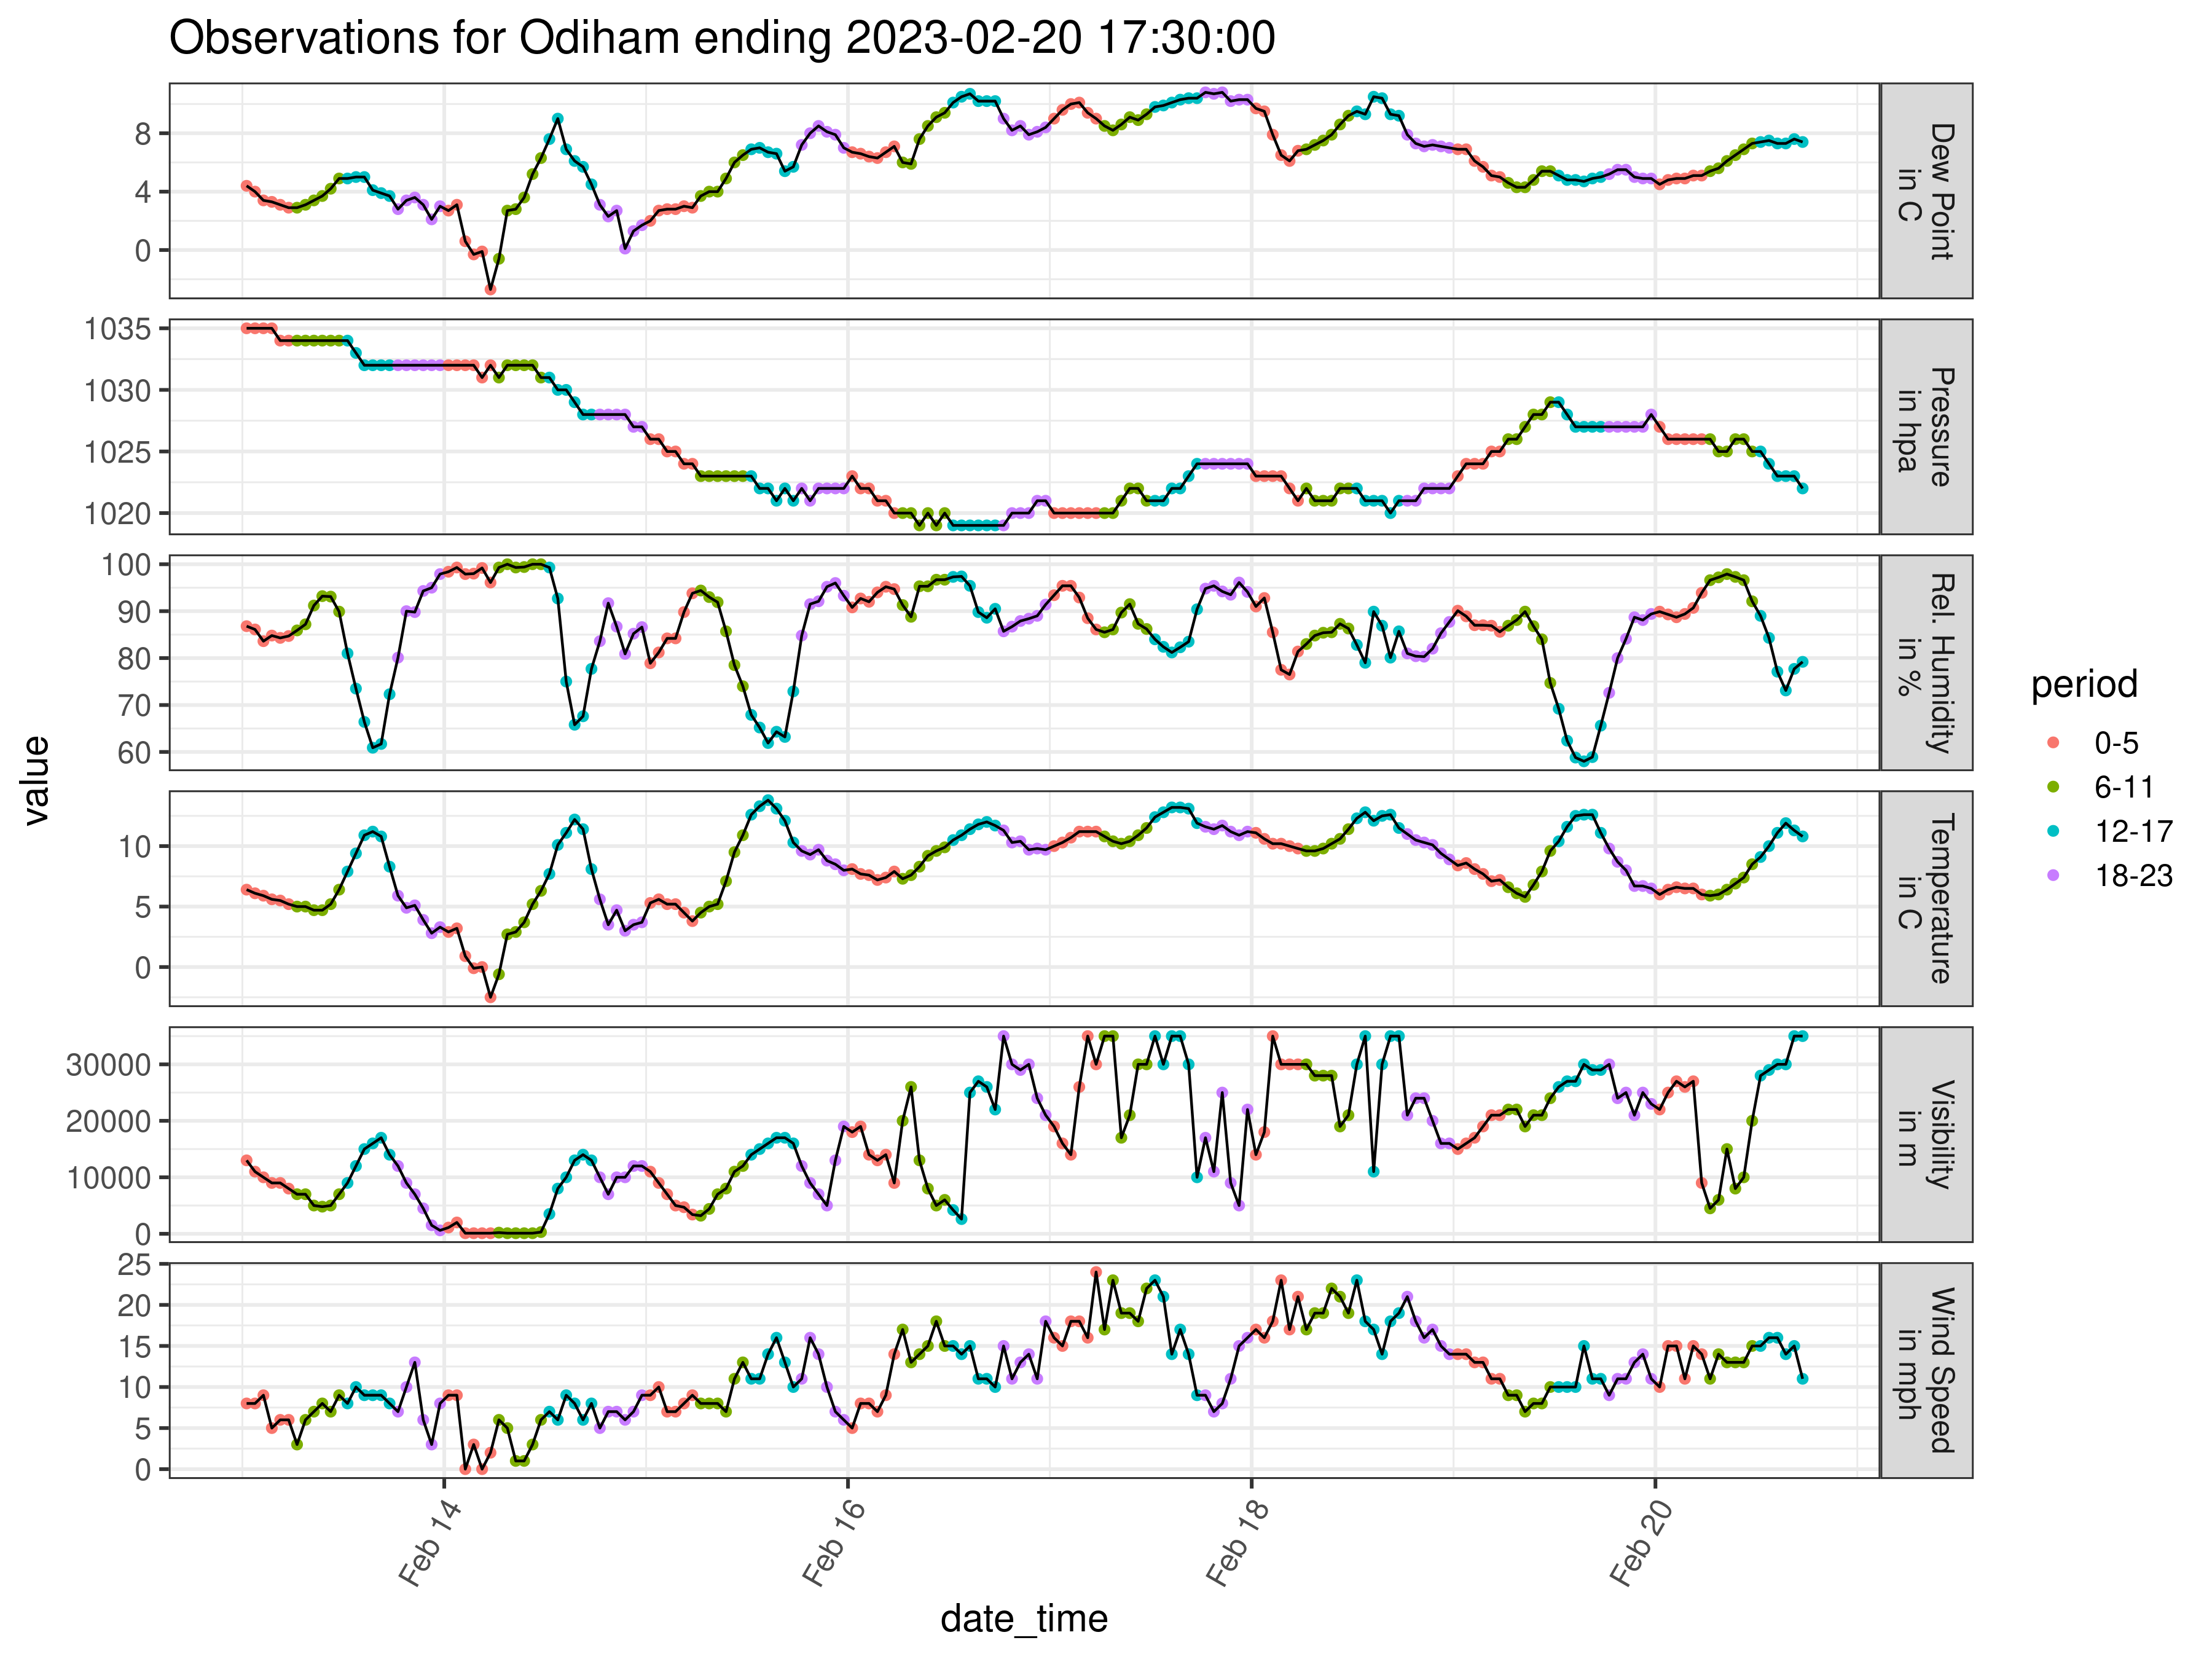 Observations for Odiham ending 2023-02-20 17:30:00
value
8
4
0
Dew Point
in C
1035
1030
1025
1020
Pressure
in hpa
100
90
80
70
60
Rel. Humidity
in %
10
5
0
Temperature
in C
30000
20000
10000
0
Visibility
in m
25
20
15
10
5
0
Wind Speed
in mph
Feb 14
Feb 16
Feb 18
Feb 20
date_time
period
0-5
6-11
12-17
18-23